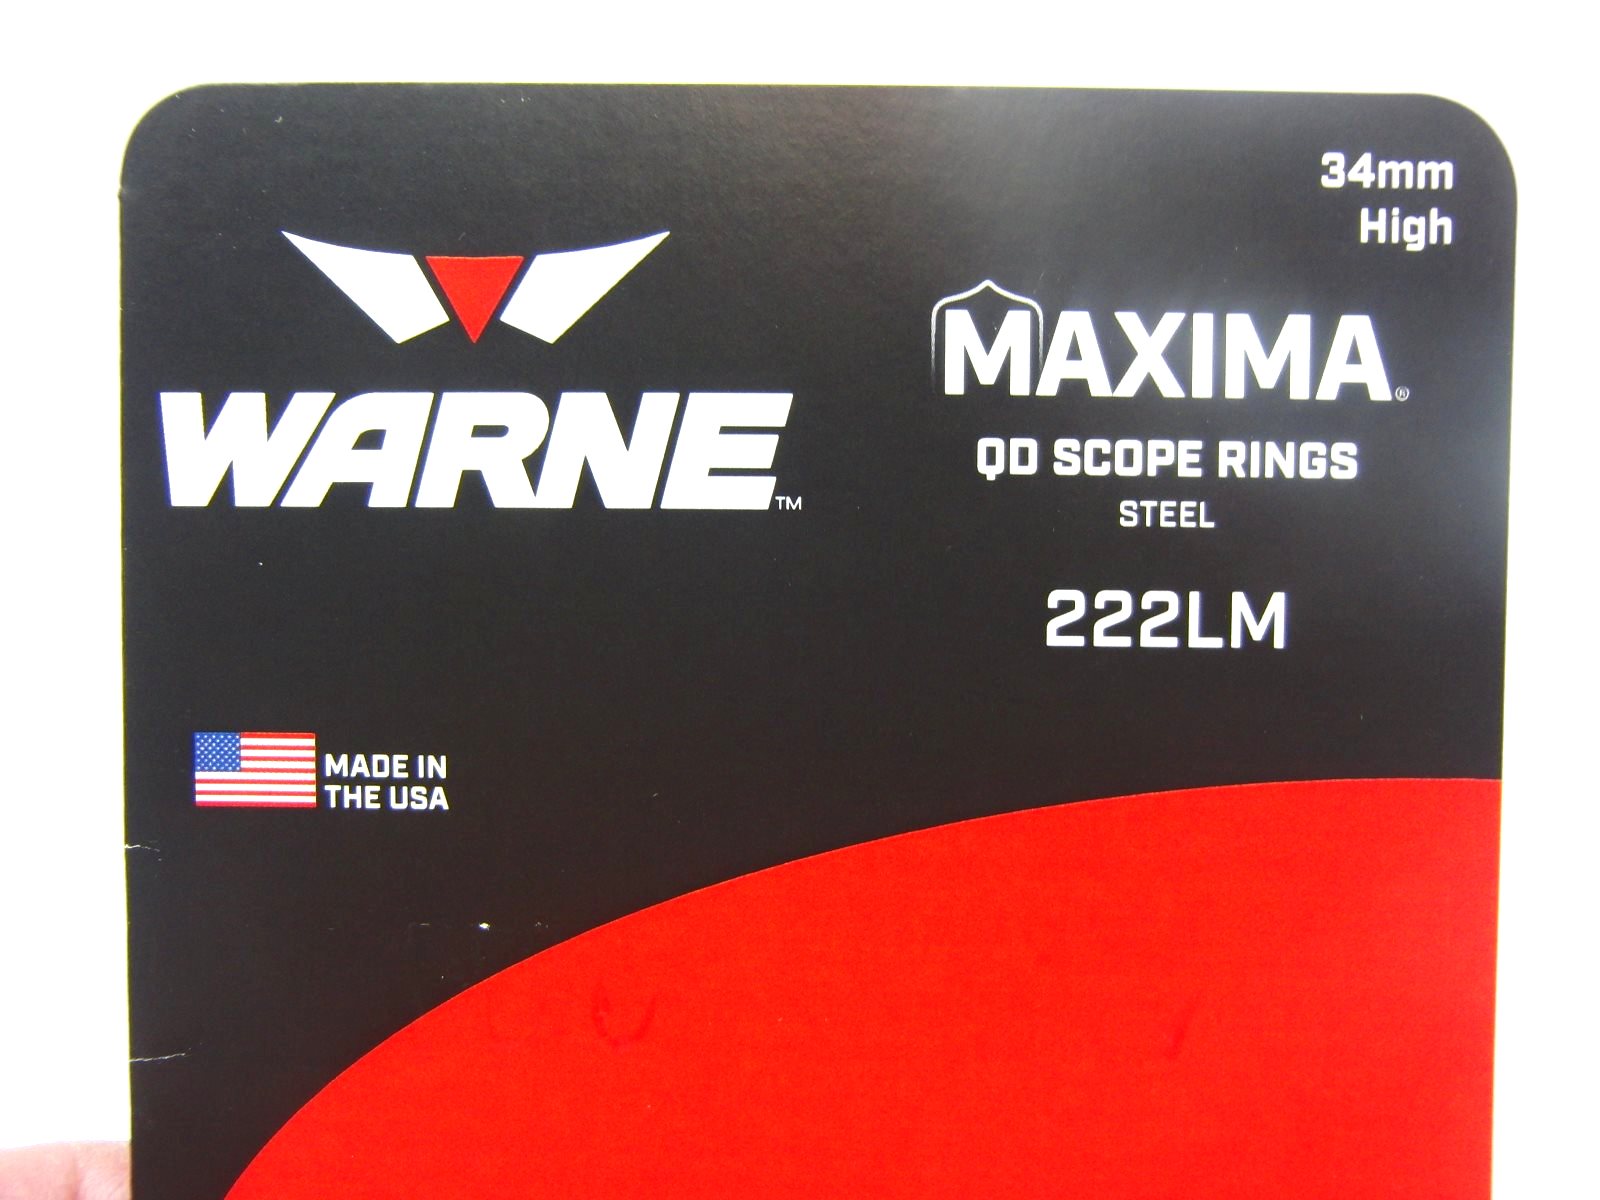 34mm
High
WARNE™
MAXIMA®
QD SCOPE RINGS
STEEL
222LM
MADE IN
THE USA